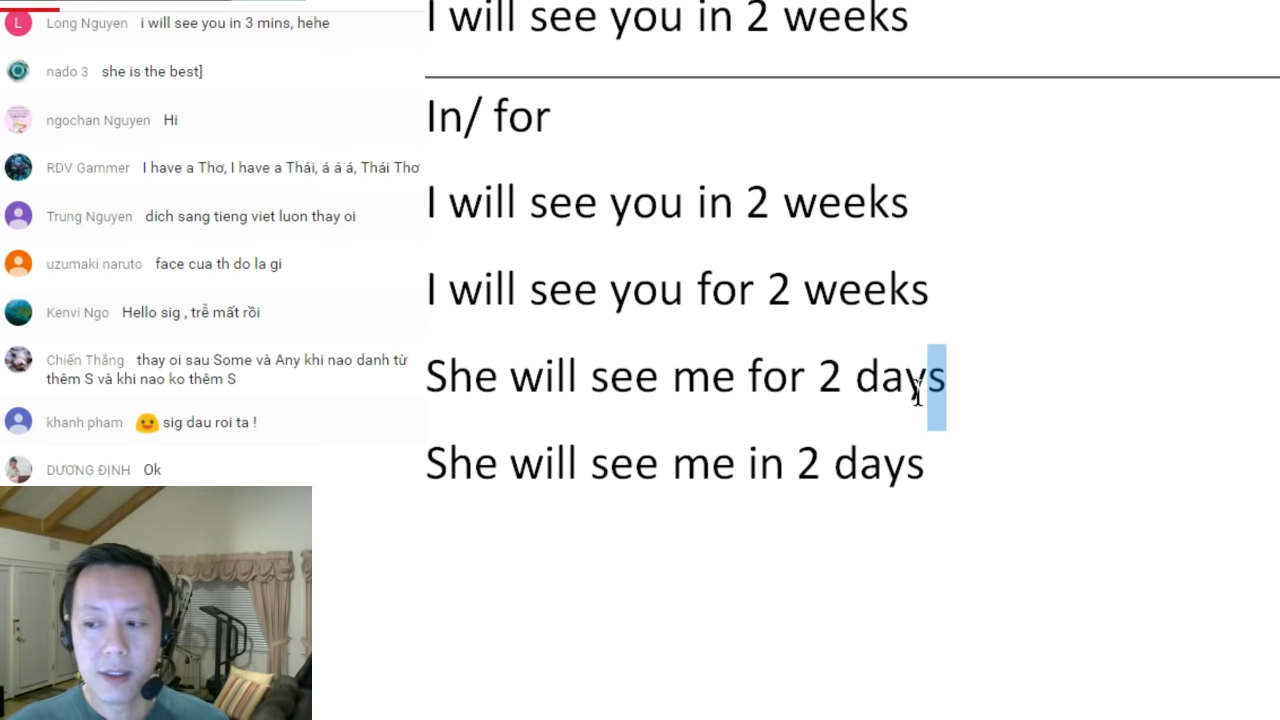 Long Nguyen i will see you in 3 mins, hehe
nado 3 she is the best]
ngochan Nguyen Hi
RDV Gammer I have a Thơ, I have a Thái, á á á, Thái Thơ
Trung Nguyen dich sang tieng viet luon thay oi
uzumaki naruto face cua th do la gi
Kenvi Ngo Hello sig , trễ mất rồi
Chiến Thắng thay oi sau Some và Any khi nao danh từ
thêm S và khi nao ko thêm S
khanh pham sig dau roi ta !
DƯƠNG ĐỊNH Ok
I will see you in 2 weeks
In/ for
I will see you in 2 weeks
I will see you for 2 weeks
She will see me for 2 days
She will see me in 2 days
L